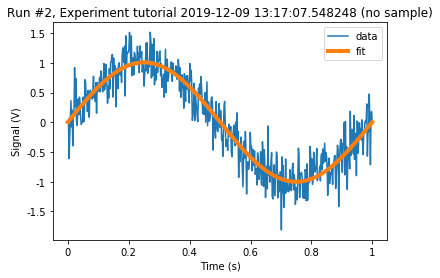 Run #2, Experiment tutorial 2019-12-09 13:17:07.548248 (no sample)
data
fit
Signal (V)
1.5
1
0.5
0
-0.5
-1
-1.5
0
0.2
0.4
0.6
0.8
1
Time (s)